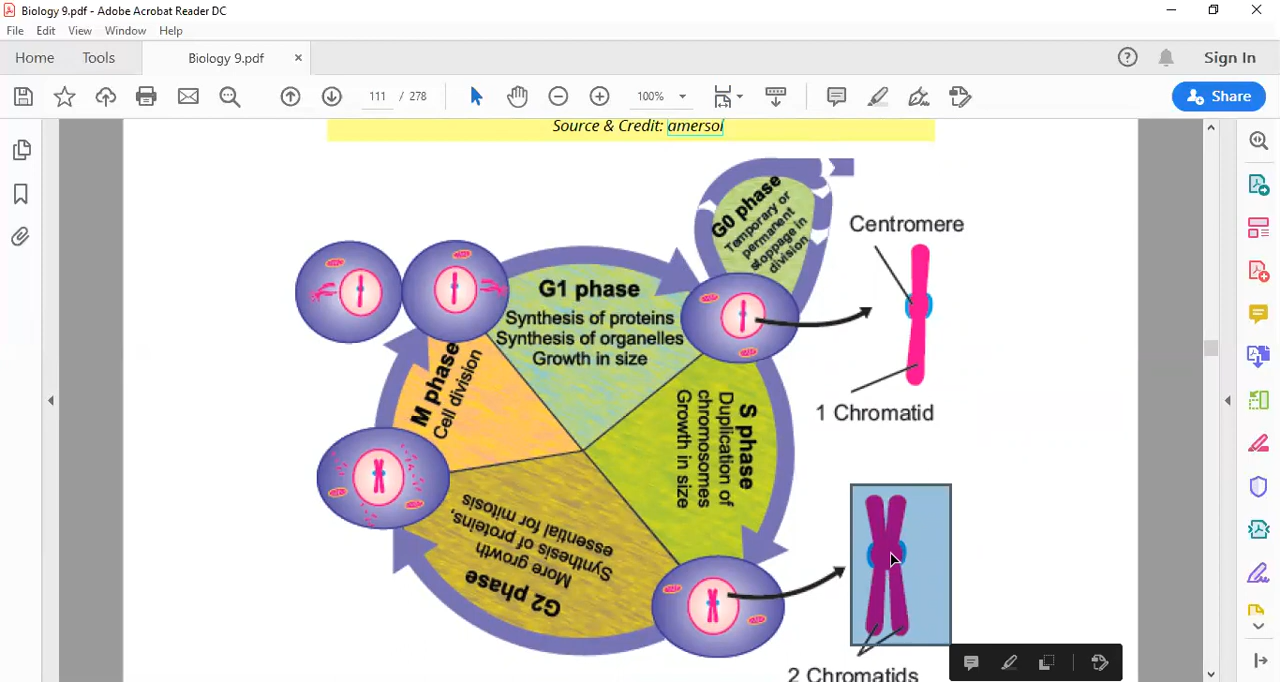 Biology 9.pdf - Adobe Acrobat Reader DC
File Edit View Window Help
Home Tools Biology 9.pdf ×
Sign In
111 / 278
100%
Share
Source & Credit: amersol
G0 phase
Temporary or
permanent
stoppage in
division
Centromere
G1 phase
Synthesis of proteins
Synthesis of organelles
Growth in size
M phase
Cell division
1 Chromatid
S phase
Duplication of
chromosomes
Growth in size
G2 phase
More growth
Synthesis of proteins,
essential for mitosis
2 Chromatids